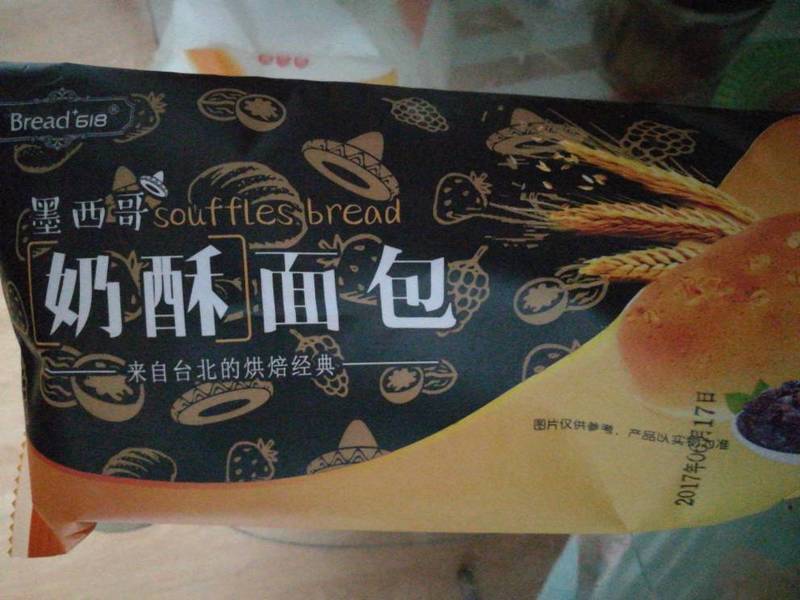 Bread+618®
墨西哥souffles bread
奶酥面包
来自台北的烘焙经典
图片仅供参考,产品以实物为准
2017年06月17日